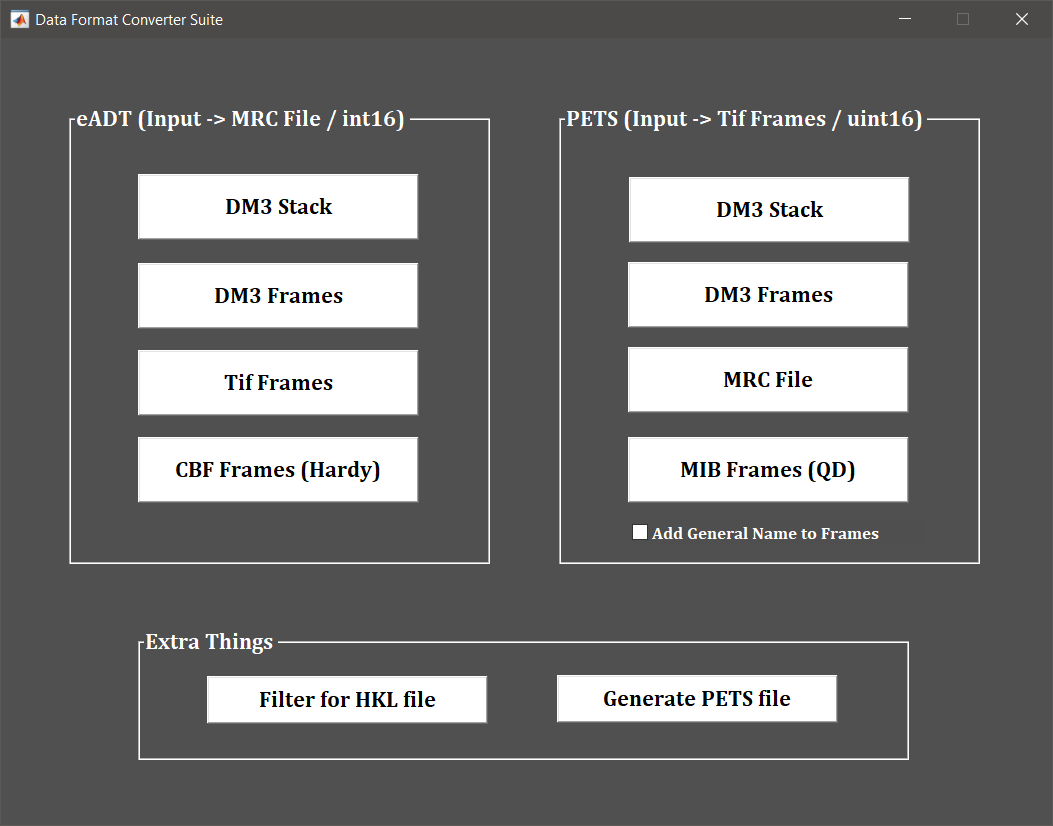 Data Format Converter Suite
eADT (Input -> MRC File / int16)
DM3 Stack
DM3 Frames
Tif Frames
CBF Frames (Hardy)
PETS (Input -> Tif Frames / uint16)
DM3 Stack
DM3 Frames
MRC File
MIB Frames (QD)
Add General Name to Frames
Extra Things
Filter for HKL file
Generate PETS file